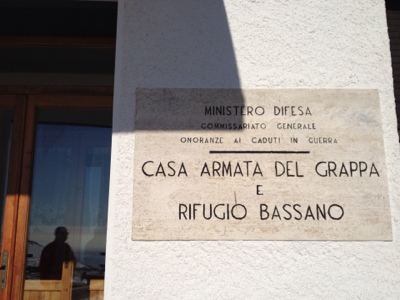 MINISTERO DIFESA
COMMISSARIATO GENERALE
ONORANZE AI CADUTI IN GUERRA
CASA ARMATA DEL GRAPPA
E
RIFUGIO BASSANO